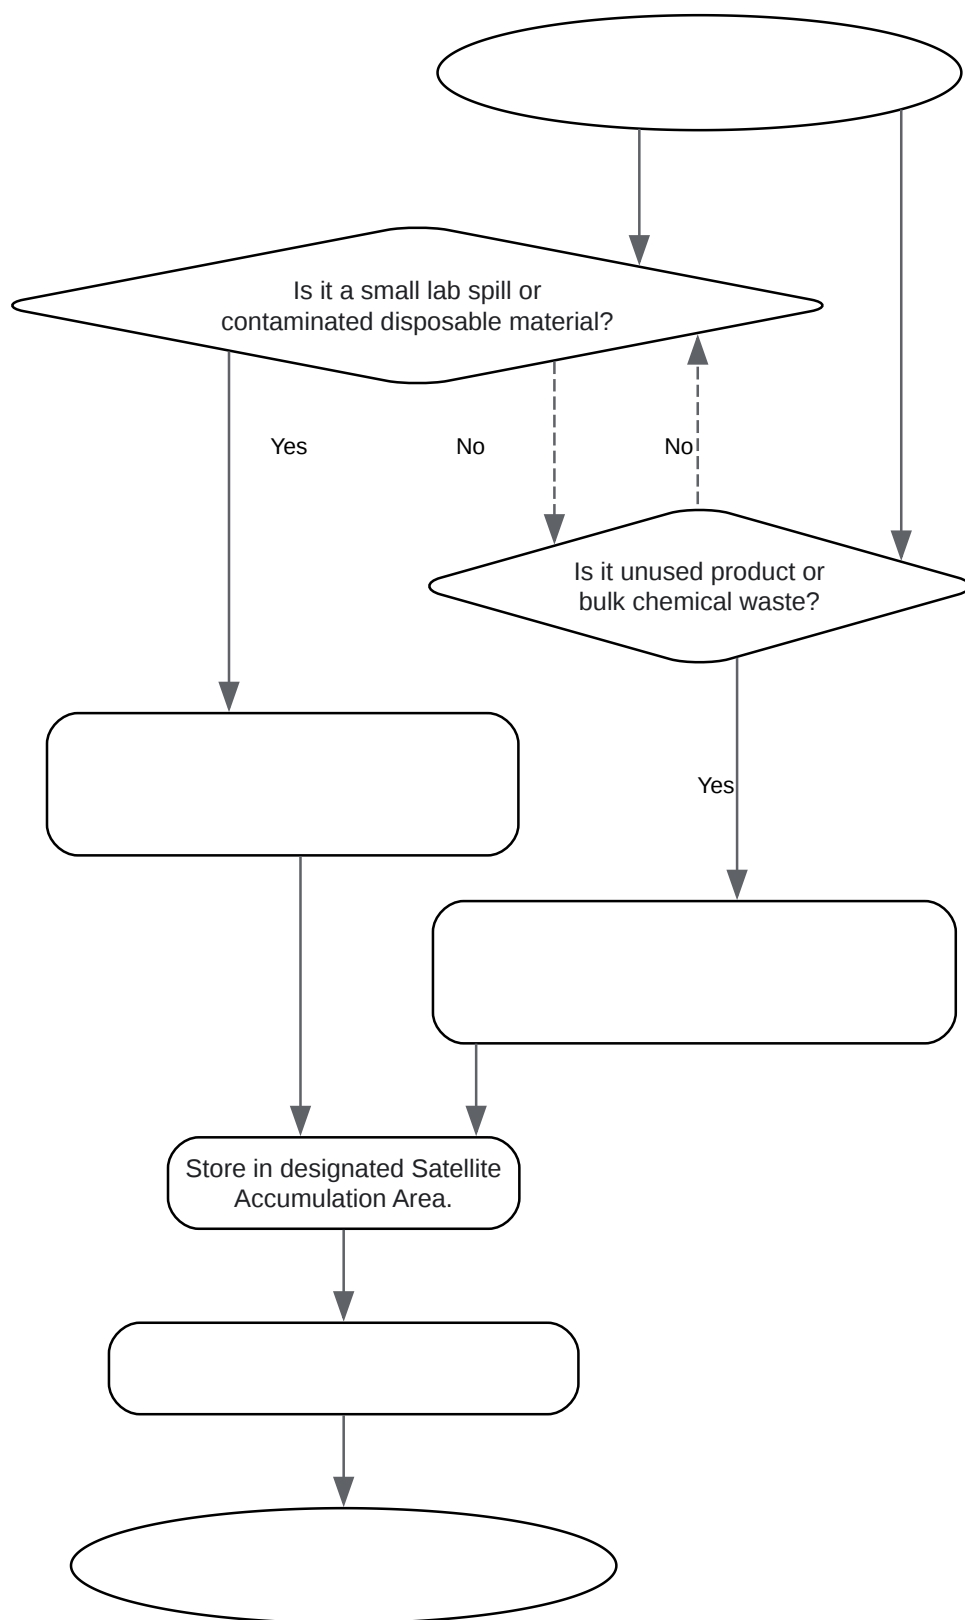 Is it a small lab spill or
contaminated disposable material?
Yes
No
No
Is it unused product or
bulk chemical waste?
Yes
Store in designated Satellite
Accumulation Area.